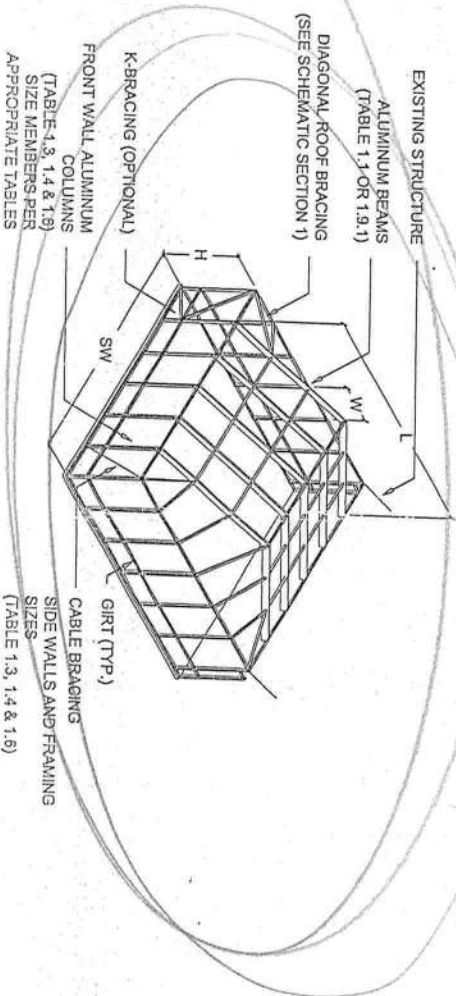 EXISTING STRUCTURE
ALUMINUM BEAMS
(TABLE 1.1 OR 1.9.1)
DIAGONAL ROOF BRACING
(SEE SCHEMATIC SECTION 1)
K-BRACING (OPTIONAL)
FRONT WALL ALUMINUM
COLUMNS
(TABLE 1.3, 1.4 & 1.6)
SIZE MEMBERS PER
APPROPRIATE TABLES
H
SW
W
L
GIRT (TYP.)
CABLE BRACING
SIDE WALLS AND FRAMING
SIZES
(TABLE 1.3, 1.4 & 1.6)